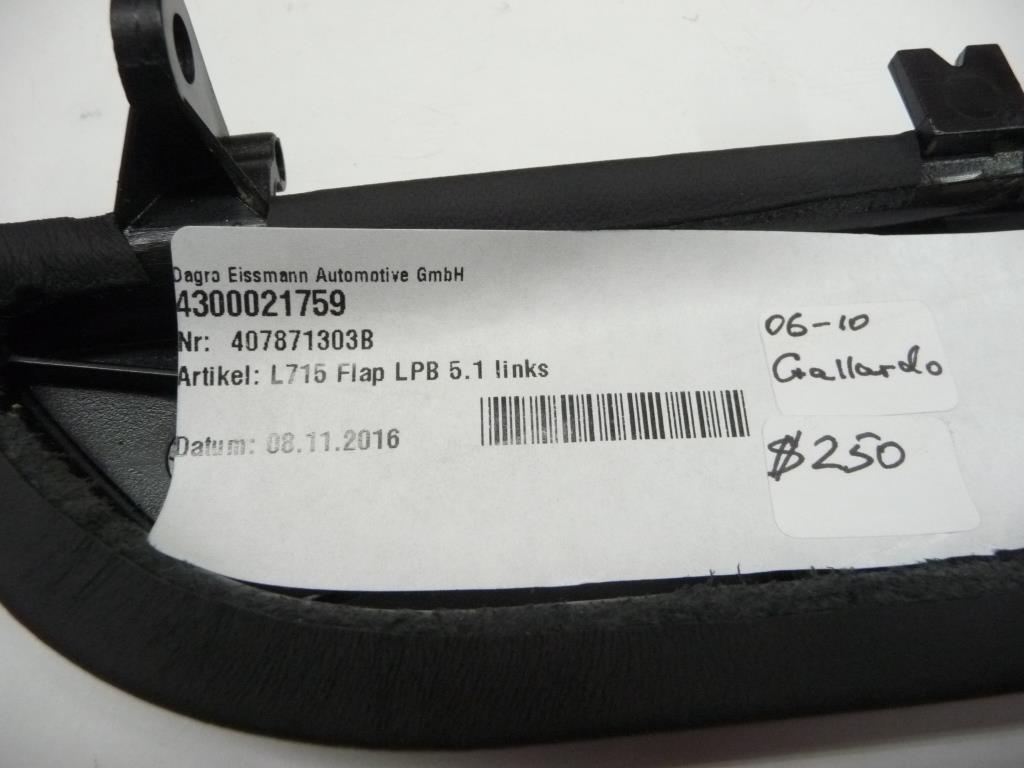 Dagro Eissmann Automotive GmbH
4300021759
Nr: 407871303B
Artikel: L715 Flap LPB 5.1 links
Datum: 08.11.2016
06-10
Gallardo
$250